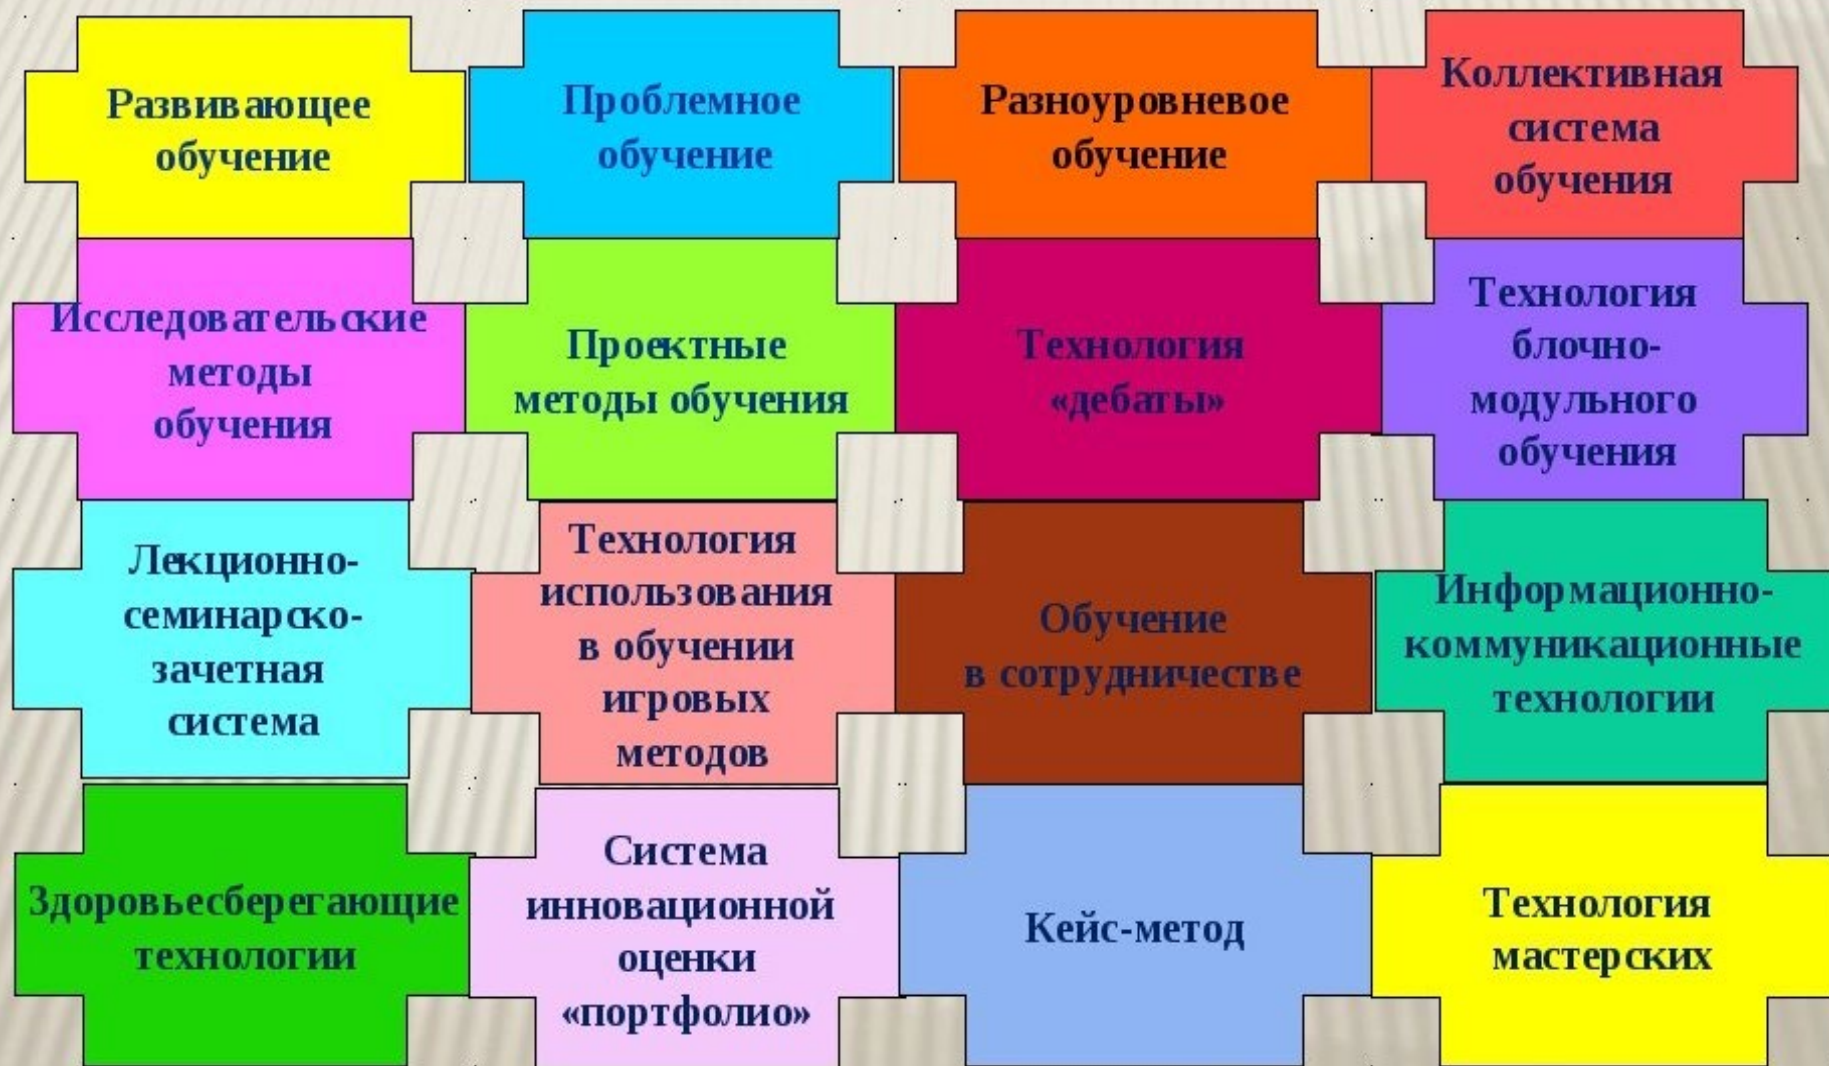 Развивающее
обучение
Проблемное
обучение
Разноуровневое
обучение
Коллективная
система
обучения
Исследовательские
методы
обучения
Проектные
методы обучения
Технология
«дебаты»
Технология
блочно-
модульного
обучения
Лекционно-
семинарско-
зачетная
система
Технология
использования
в обучении
игровых
методов
Обучение
в сотрудничестве
Информационно-
коммуникационные
технологии
Здоровьесберегающие
технологии
Система
инновационной
оценки
«портфолио»
Кейс-метод
Технология
мастерских